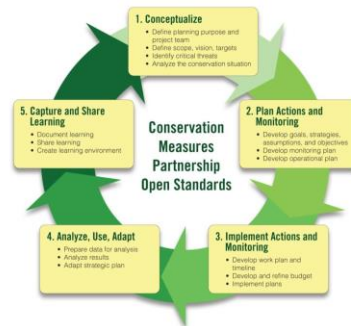 1. Conceptualize
• Define planning purpose and
project team
• Define scope, vision, targets
• Identify critical threats
• Analyze the conservation situation
2. Plan Actions and
Monitoring
• Develop goals, strategies,
assumptions, and objectives
• Develop monitoring plan
• Develop operational plan
3. Implement Actions and
Monitoring
• Develop work plan and
timeline
• Develop and refine budget
• Implement plans
4. Analyze, Use, Adapt
• Prepare data for analysis
• Analyze results
• Adapt strategic plan
5. Capture and Share
Learning
• Document learning
• Share learning
• Create learning environment
Conservation
Measures
Partnership
Open Standards